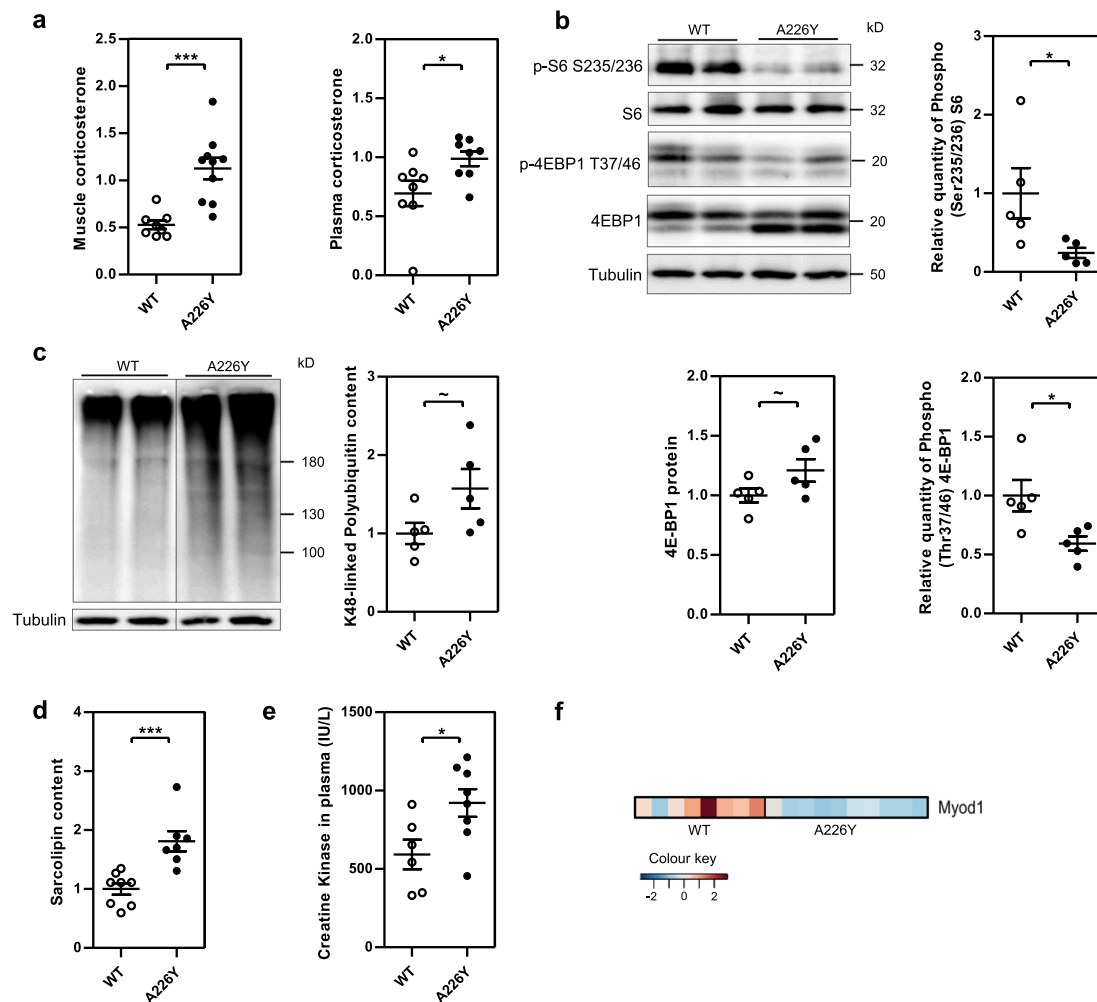 a
Muscle corticosterone
2.5
2.0
1.5
1.0
0.5
0.0
***
WT
A226Y
Plasma corticosterone
2.0
1.5
1.0
0.5
0.0
*
WT
A226Y
b
WT
A226Y
kD
p-S6 S235/236
32
S6
32
p-4EBP1 T37/46
20
4EBP1
20
Tubulin
50
Relative quantity of Phospho
(Ser235/236) S6
3
2
1
0
*
WT
A226Y
c
WT
A226Y
kD
180
130
100
Tubulin
K48-linked Polyubiquitin content
3
2
1
0
~
WT
A226Y
4E-BP1 protein
2.0
1.5
1.0
0.5
0.0
~
WT
A226Y
Relative quantity of Phospho
(Thr37/46) 4E-BP1
2.0
1.5
1.0
0.5
0.0
*
WT
A226Y
d
Sarcolipin content
4
3
2
1
0
***
WT
A226Y
e
Creatine Kinase in plasma (IU/L)
1500
1000
500
0
*
WT
A226Y
f
Myod1
WT
A226Y
Colour key
-2
0
2